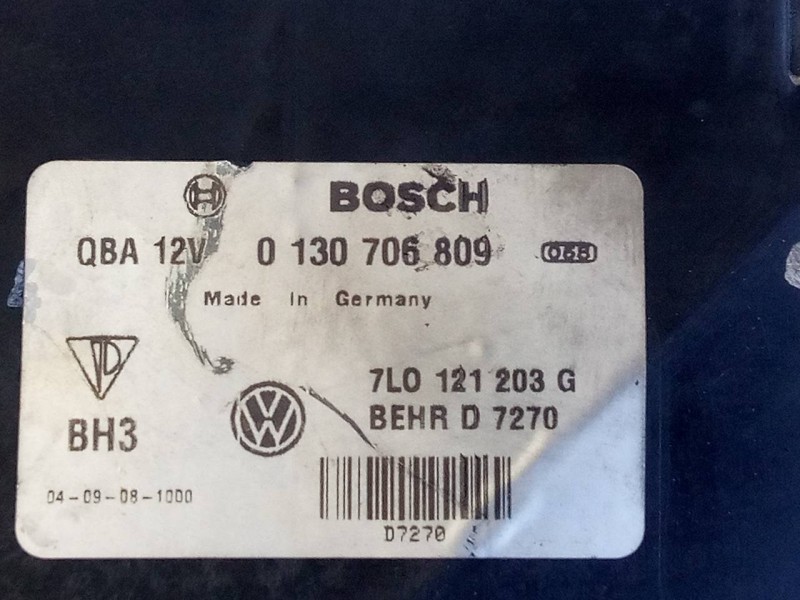 BOSCH
QBA 12V 0 130 706 809 068
Made In Germany
7L0 121 203 G
BEHR D 7270
BH3
04-09-08-1000
D7270